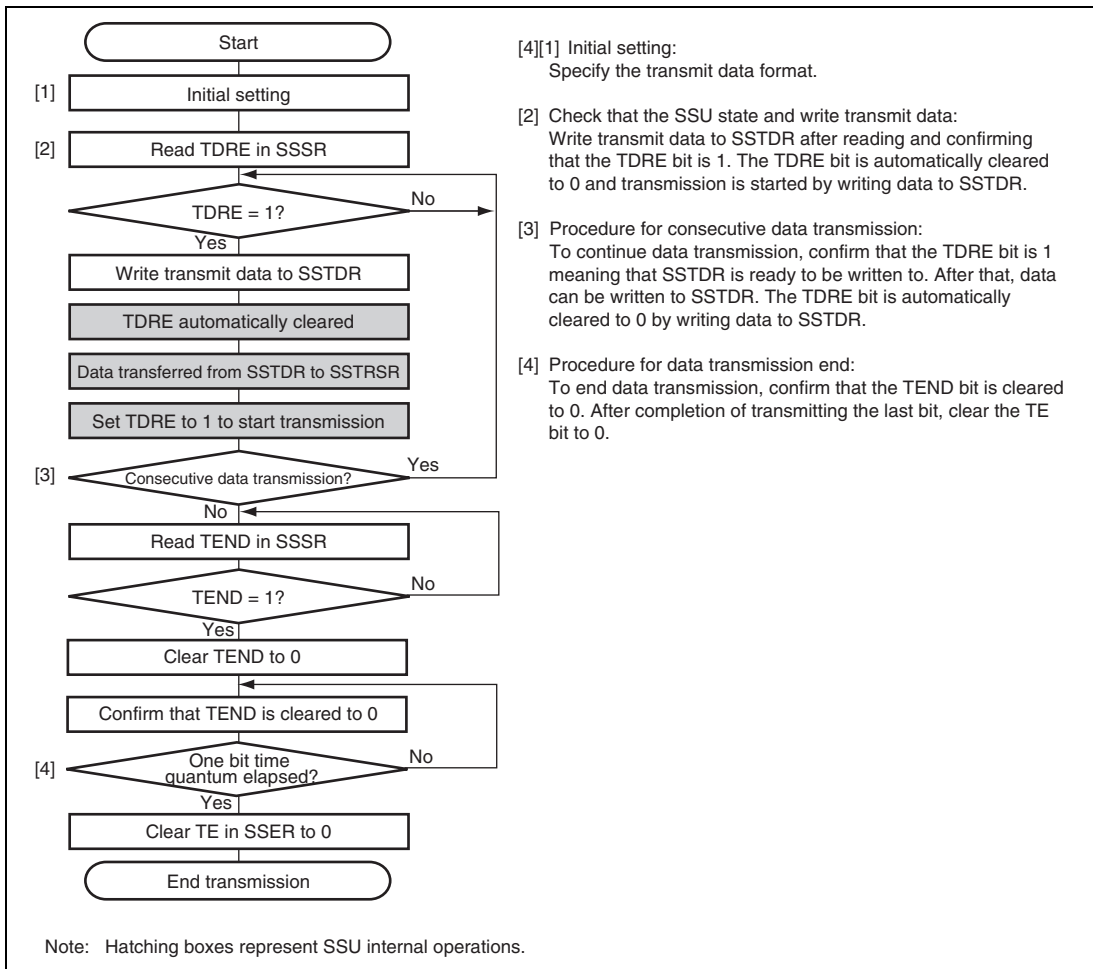 Start
[1] Initial setting
[2] Read TDRE in SSSR
TDRE = 1?
No
Yes
Write transmit data to SSTDR
TDRE automatically cleared
Data transferred from SSTDR to SSTRSR
Set TDRE to 1 to start transmission
[3] Consecutive data transmission?
Yes
No
Read TEND in SSSR
TEND = 1?
No
Yes
Clear TEND to 0
Confirm that TEND is cleared to 0
[4] One bit time
quantum elapsed?
No
Yes
Clear TE in SSER to 0
End transmission
[4][1] Initial setting:
Specify the transmit data format.
[2] Check that the SSU state and write transmit data:
Write transmit data to SSTDR after reading and confirming
that the TDRE bit is 1. The TDRE bit is automatically cleared
to 0 and transmission is started by writing data to SSTDR.
[3] Procedure for consecutive data transmission:
To continue data transmission, confirm that the TDRE bit is 1
meaning that SSTDR is ready to be written to. After that, data
can be written to SSTDR. The TDRE bit is automatically
cleared to 0 by writing data to SSTDR.
[4] Procedure for data transmission end:
To end data transmission, confirm that the TEND bit is cleared
to 0. After completion of transmitting the last bit, clear the TE
bit to 0.
Note: Hatching boxes represent SSU internal operations.